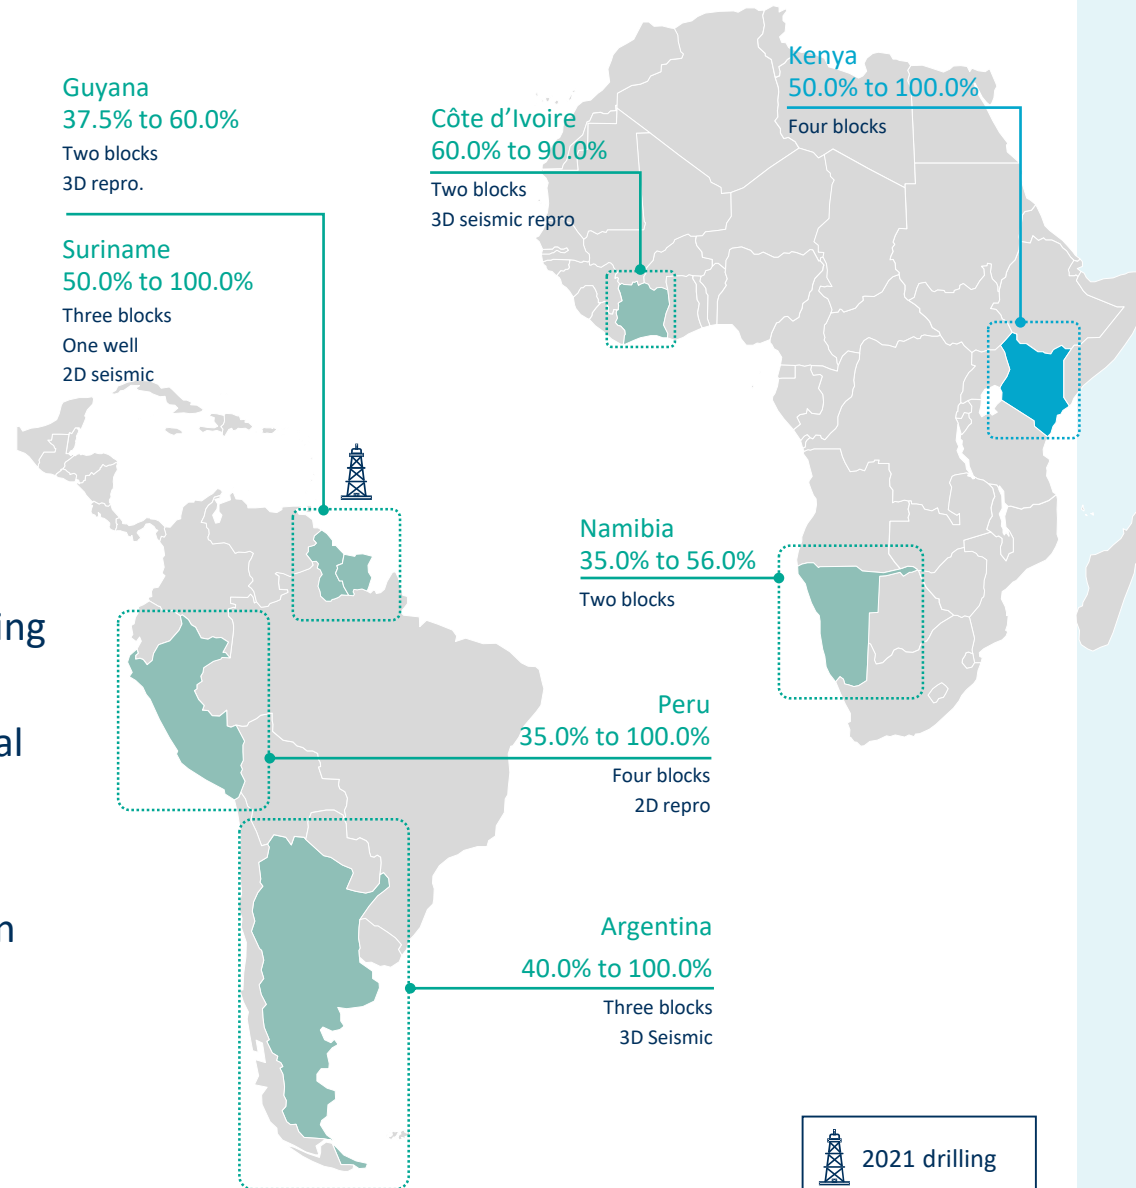 Guyana
37.5% to 60.0%
Two blocks
3D repro.
Suriname
50.0% to 100.0%
Three blocks
One well
2D seismic
Côte d’Ivoire
60.0% to 90.0%
Two blocks
3D seismic repro
Kenya
50.0% to 100.0%
Four blocks
Namibia
35.0% to 56.0%
Two blocks
Peru
35.0% to 100.0%
Four blocks
2D repro
Argentina
40.0% to 100.0%
Three blocks
3D Seismic
2021 drilling